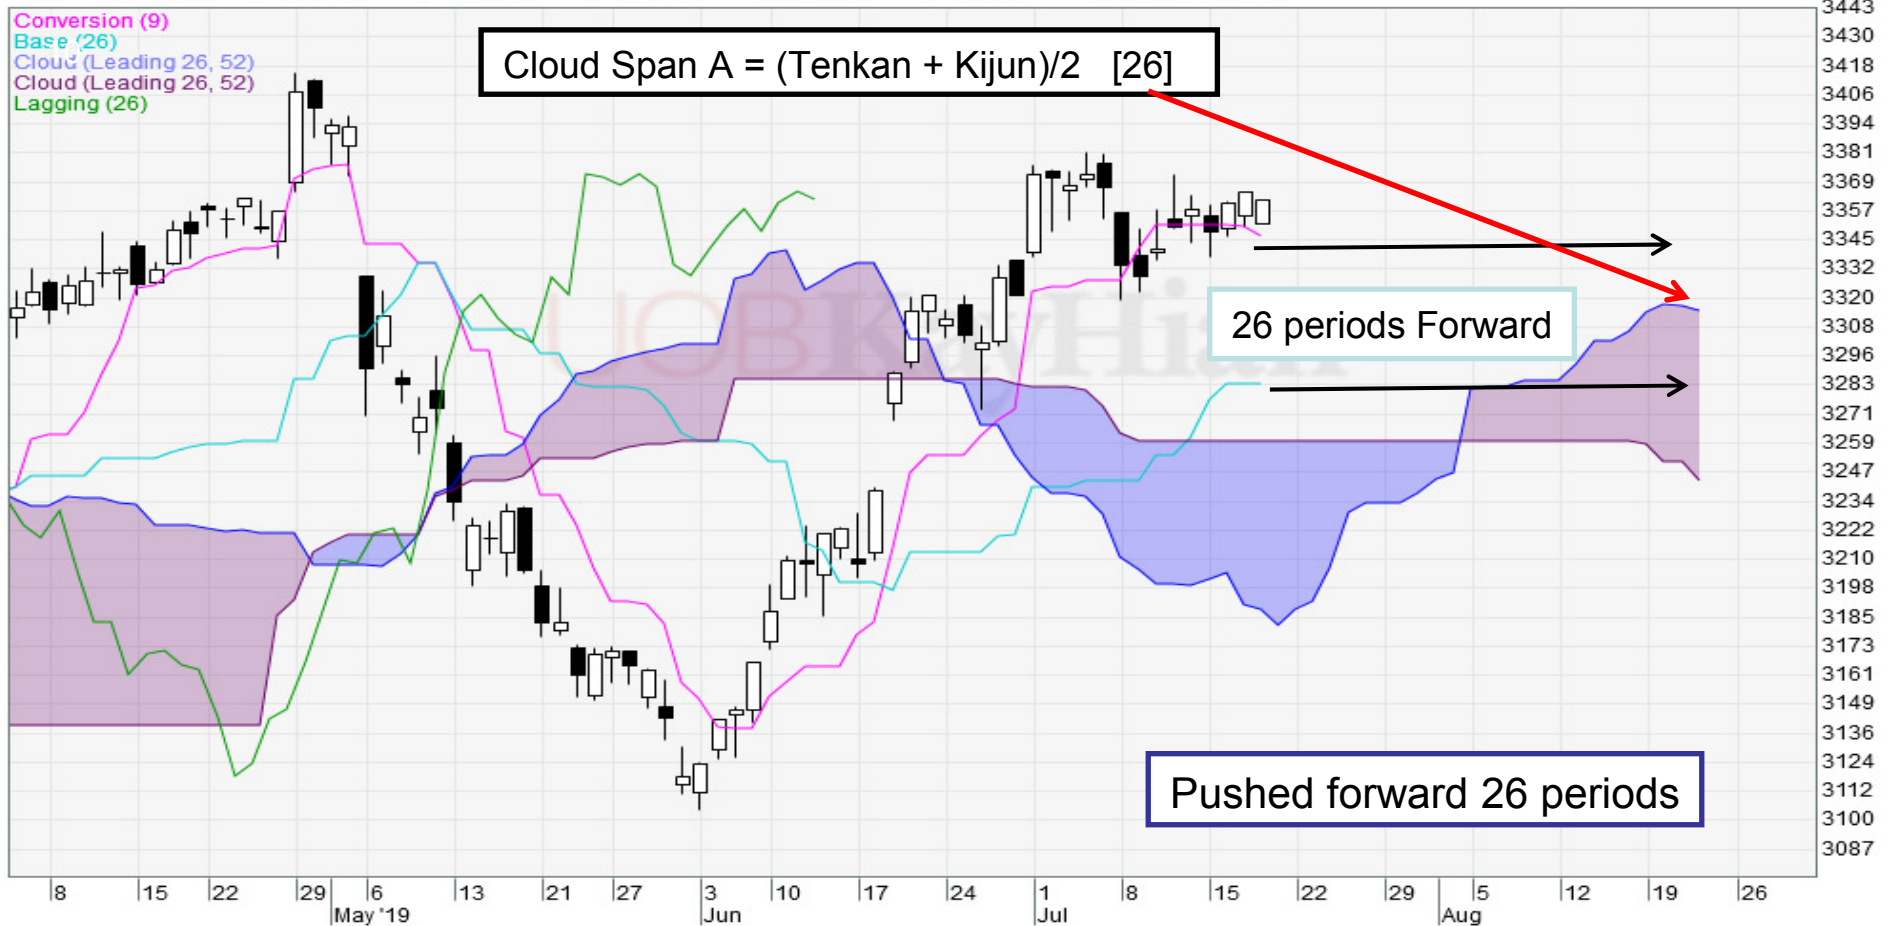 Conversion (9)
Base (26)
Cloud (Leading 26, 52)
Cloud (Leading 26, 52)
Lagging (26)
Cloud Span A = (Tenkan + Kijun)/2 [26]
26 periods Forward
Pushed forward 26 periods
UOBKayHian
3443
3430
3418
3406
3394
3381
3369
3357
3345
3332
3320
3308
3296
3283
3271
3259
3247
3234
3222
3210
3198
3185
3173
3161
3149
3136
3124
3112
3100
3087
8 15 22 29 6 13 21 27 3 10 17 24 1 8 15 22 29 5 12 19 26
May '19 Jun Jul Aug